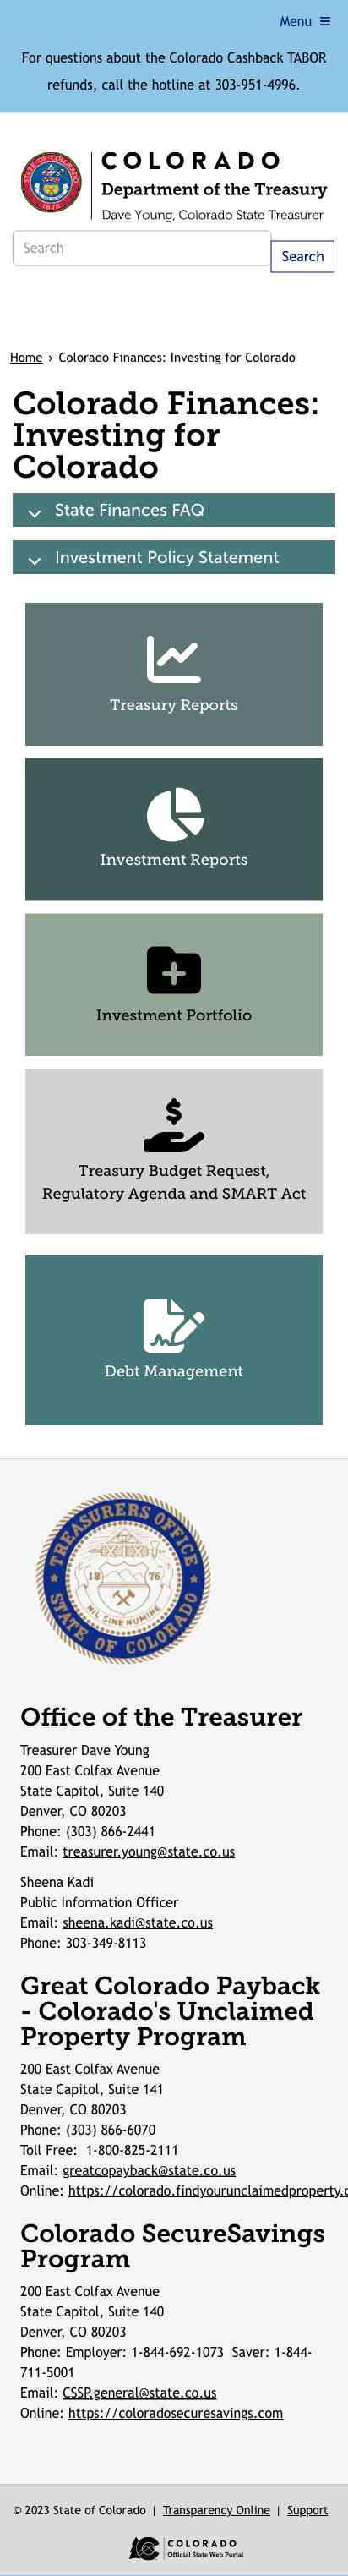 Menu
For questions about the Colorado Cashback TABOR
refunds, call the hotline at 303-951-4996.
COLORADO
Department of the Treasury
Dave Young, Colorado State Treasurer
Search
Search
Home › Colorado Finances: Investing for Colorado
Colorado Finances:
Investing for
Colorado
State Finances FAQ
Investment Policy Statement
Treasury Reports
Investment Reports
Investment Portfolio
Treasury Budget Request,
Regulatory Agenda and SMART Act
Debt Management
TREASURERS OFFICE
18 76
NIL SINE NUMINE
STATE OF COLORADO
Office of the Treasurer
Treasurer Dave Young
200 East Colfax Avenue
State Capitol, Suite 140
Denver, CO 80203
Phone: (303) 866-2441
Email: treasurer.young@state.co.us
Sheena Kadi
Public Information Officer
Email: sheena.kadi@state.co.us
Phone: 303-349-8113
Great Colorado Payback
- Colorado's Unclaimed
Property Program
200 East Colfax Avenue
State Capitol, Suite 141
Denver, CO 80203
Phone: (303) 866-6070
Toll Free: 1-800-825-2111
Email: greatcopayback@state.co.us
Online: https://colorado.findyourunclaimedproperty.c
Colorado SecureSavings
Program
200 East Colfax Avenue
State Capitol, Suite 140
Denver, CO 80203
Phone: Employer: 1-844-692-1073 Saver: 1-844-
711-5001
Email: CSSP.general@state.co.us
Online: https://coloradosecuresavings.com
© 2023 State of Colorado | Transparency Online | Support
COLORADO
Official State Web Portal